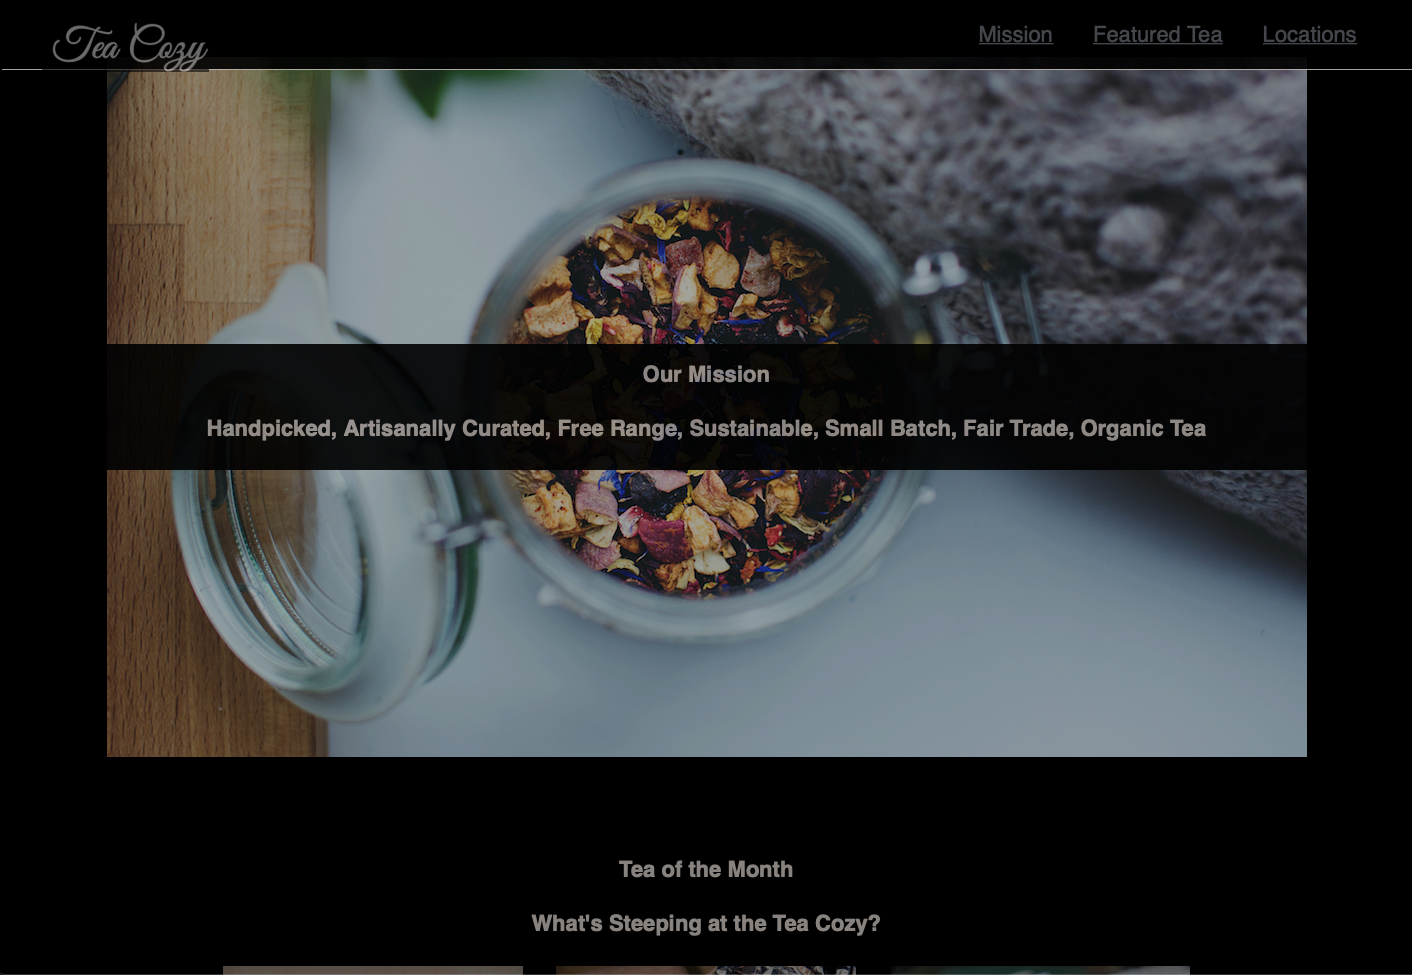 Tea Cozy
Mission Featured Tea Locations
Our Mission
Handpicked, Artisanally Curated, Free Range, Sustainable, Small Batch, Fair Trade, Organic Tea
Tea of the Month
What's Steeping at the Tea Cozy?